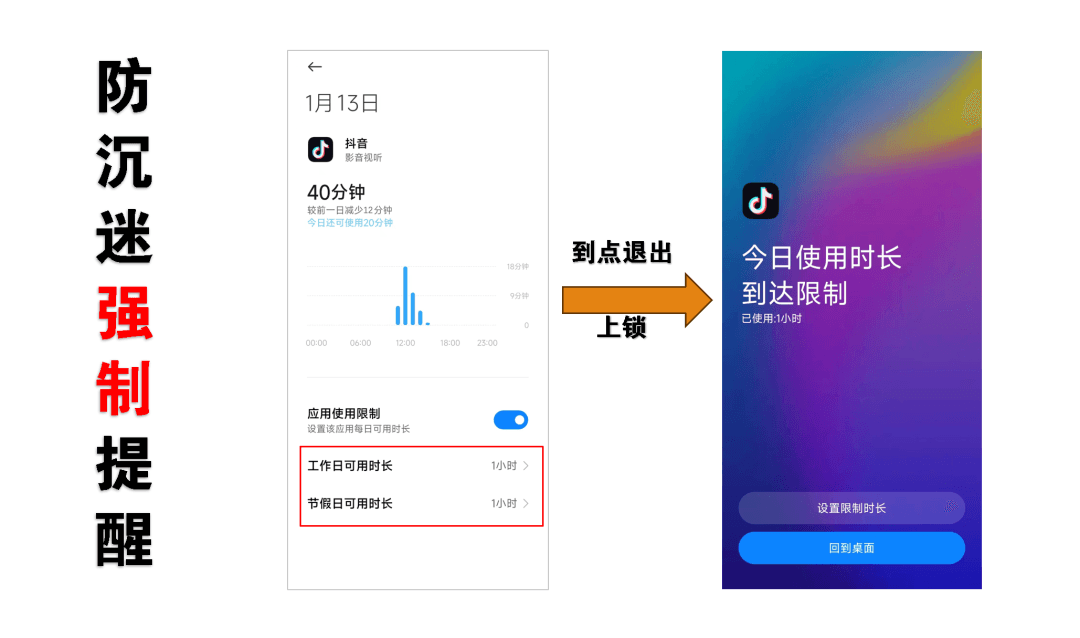 防沉迷强制提醒
1月13日
抖音
影音视听
40分钟
较前一日减少12分钟
今日还可使用20分钟
18分钟
9分钟
0
00:00 06:00 12:00 18:00 23:00
应用使用限制
设置该应用每日可用时长
工作日可用时长 1小时
节假日可用时长 1小时
到点退出
上锁
今日使用时长
到达限制
已使用:1小时
设置限制时长
回到桌面